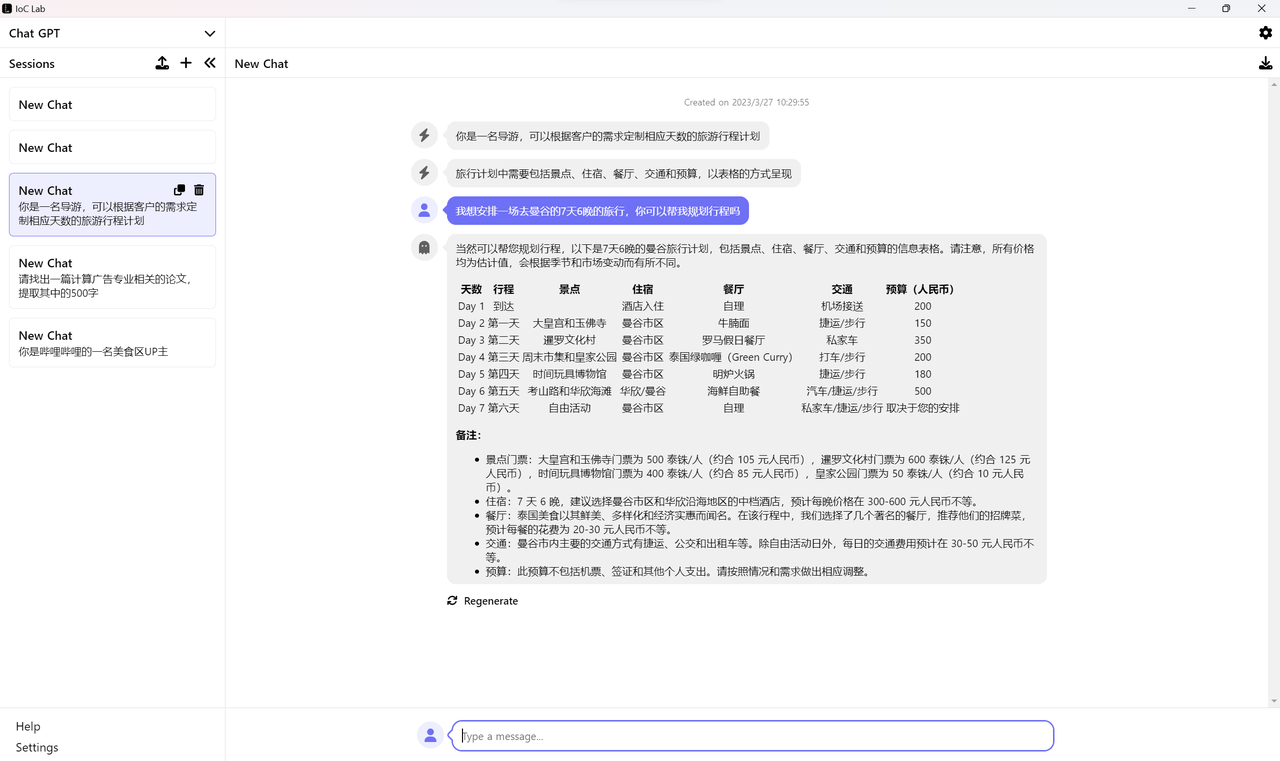 IoC Lab
Chat GPT
Sessions
New Chat
New Chat
New Chat
New Chat
你是一名导游，可以根据客户的需求定
制相应天数的旅游行程计划
New Chat
请找出一篇计算广告专业相关的论文，
提取其中的500字
New Chat
你是哔哩哔哩的一名美食区UP主
Help
Settings
Created on 2023/3/27 10:29:55
你是一名导游，可以根据客户的需求定制相应天数的旅游行程计划
旅行计划中需要包括景点、住宿、餐厅、交通和预算，以表格的方式呈现
我想安排一场去曼谷的7天6晚的旅行，你可以帮我规划行程吗
当然可以帮您规划行程，以下是7天6晚的曼谷旅行计划，包括景点、住宿、餐厅、交通和预算的信息表格。请注意，所有价格
均为估计值，会根据季节和市场变动而有所不同。
天数 行程 景点 住宿 餐厅 交通 预算（人民币）
Day 1 到达 酒店入住 自理 机场接送 200
Day 2 第一天 大皇宫和玉佛寺 曼谷市区 牛腩面 捷运/步行 150
Day 3 第二天 暹罗文化村 曼谷市区 罗马假日餐厅 私家车 350
Day 4 第三天 周末市集和皇家公园 曼谷市区 泰国绿咖喱（Green Curry） 打车/步行 200
Day 5 第四天 时间玩具博物馆 曼谷市区 明炉火锅 捷运/步行 180
Day 6 第五天 考山路和华欣海滩 华欣/曼谷 海鲜自助餐 汽车/捷运/步行 500
Day 7 第六天 自由活动 曼谷市区 自理 私家车/捷运/步行 取决于您的安排
备注：
景点门票：大皇宫和玉佛寺门票为 500 泰铢/人（约合 105 元人民币），暹罗文化村门票为 600 泰铢/人（约合 125 元
人民币），时间玩具博物馆门票为 400 泰铢/人（约合 85 元人民币），皇家公园门票为 50 泰铢/人（约合 10 元人民
币）。
住宿：7 天 6 晚，建议选择曼谷市区和华欣沿海地区的中档酒店，预计每晚价格在 300-600 元人民币不等。
餐厅：泰国美食以其鲜美、多样化和经济实惠而闻名。在该行程中，我们选择了几个著名的餐厅，推荐他们的招牌菜，
预计每餐的花费为 20-30 元人民币不等。
交通：曼谷市内主要的交通方式有捷运、公交和出租车等。除自由活动日外，每日的交通费用预计在 30-50 元人民币不
等。
预算：此预算不包括机票、签证和其他个人支出。请按照情况和需求做出相应调整。
Regenerate
Type a message...